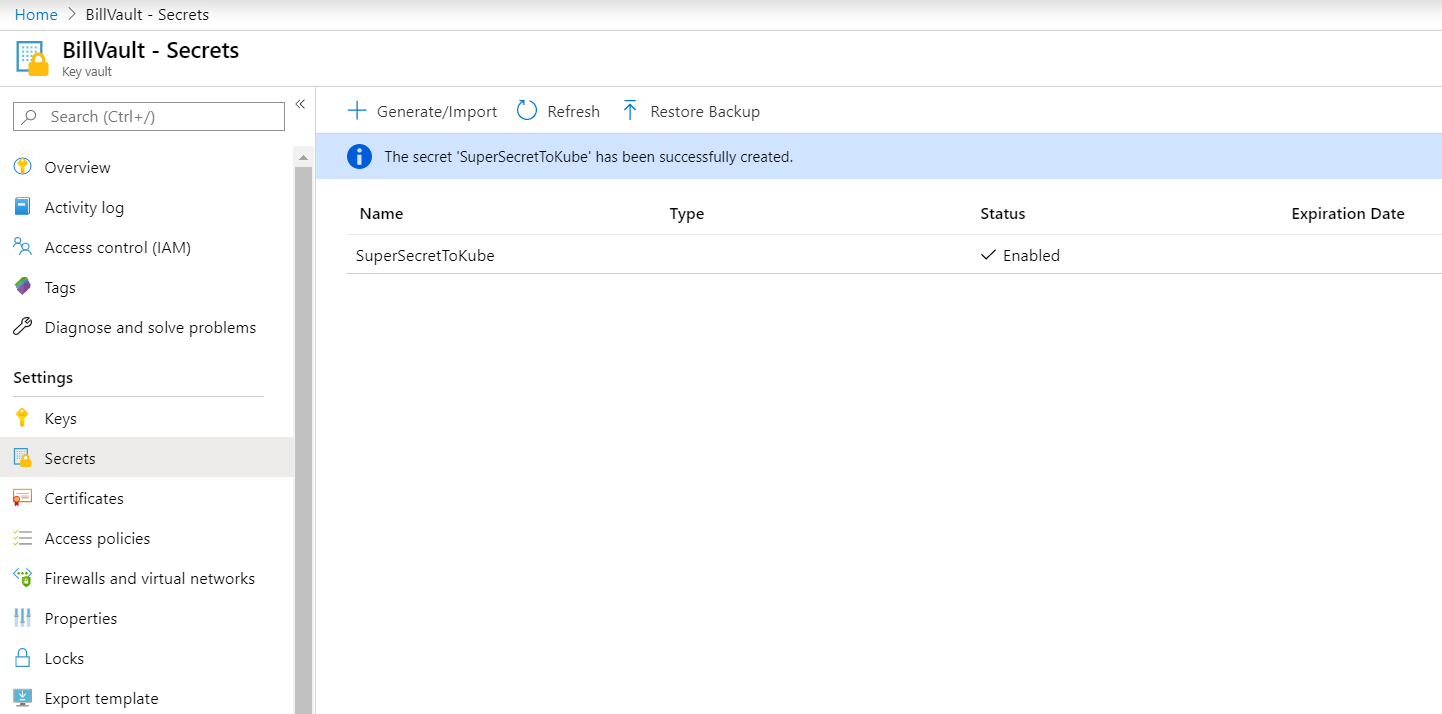 Home > BillVault - Secrets
BillVault - Secrets
Key vault
Search (Ctrl+/)
«
Overview
Activity log
Access control (IAM)
Tags
Diagnose and solve problems
Settings
Keys
Secrets
Certificates
Access policies
Firewalls and virtual networks
Properties
Locks
Export template
Generate/Import Refresh Restore Backup
The secret 'SuperSecretToKube' has been successfully created.
Name Type Status Expiration Date
SuperSecretToKube ✓ Enabled